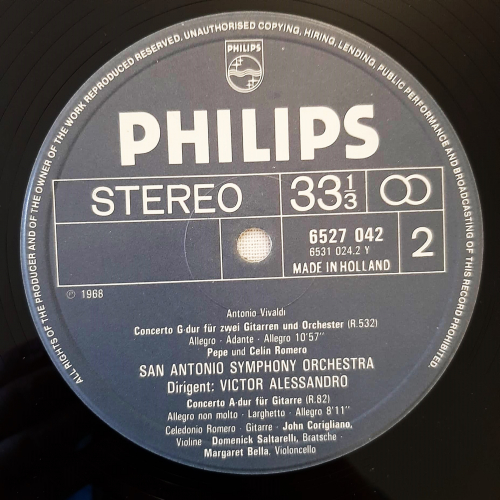 ALL RIGHTS OF THE PRODUCER AND OF THE OWNER OF THE WORK REPRODUCED RESERVED. UNAUTHORISED COPYING, HIRING, LENDING, PUBLIC PERFORMANCE AND BROADCASTING OF THIS RECORD PROHIBITED.
PHILIPS
PHILIPS
STEREO 33 1/3
6527 042 2
6531 024.2 Y
MADE IN HOLLAND
℗ 1968
Antonio Vivaldi
Concerto G-dur für zwei Gitarren und Orchester (R.532)
Allegro · Adante · Allegro 10'57"
Pepe und Celin Romero
SAN ANTONIO SYMPHONY ORCHESTRA
Dirigent: VICTOR ALESSANDRO
Concerto A-dur für Gitarre (R.82)
Allegro non molto · Larghetto · Allegro 8'11"
Celedonio Romero · Gitarre · John Corigliano,
Violine · Domenick Saltarelli, Bratsche ·
Margaret Bella, Violoncello